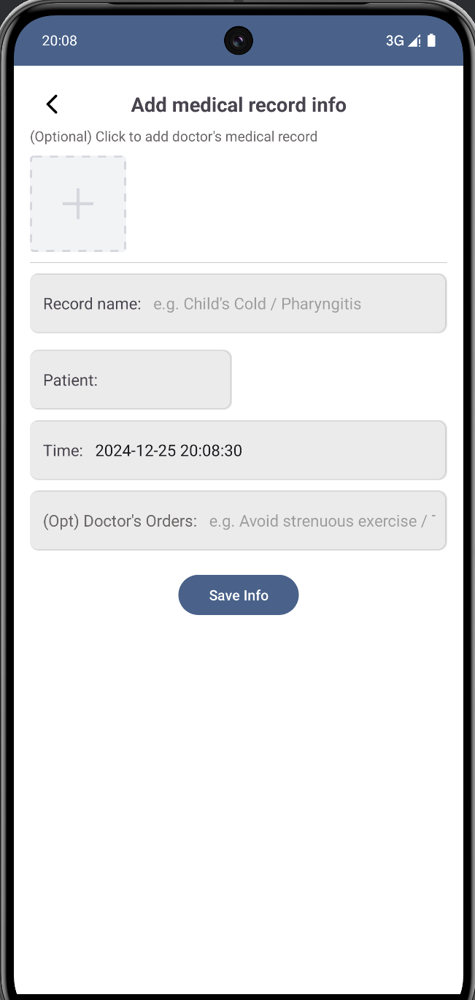 20:08 3G
Add medical record info
(Optional) Click to add doctor's medical record
Record name: e.g. Child's Cold / Pharyngitis
Patient:
Time: 2024-12-25 20:08:30
(Opt) Doctor's Orders: e.g. Avoid strenuous exercise /
Save Info